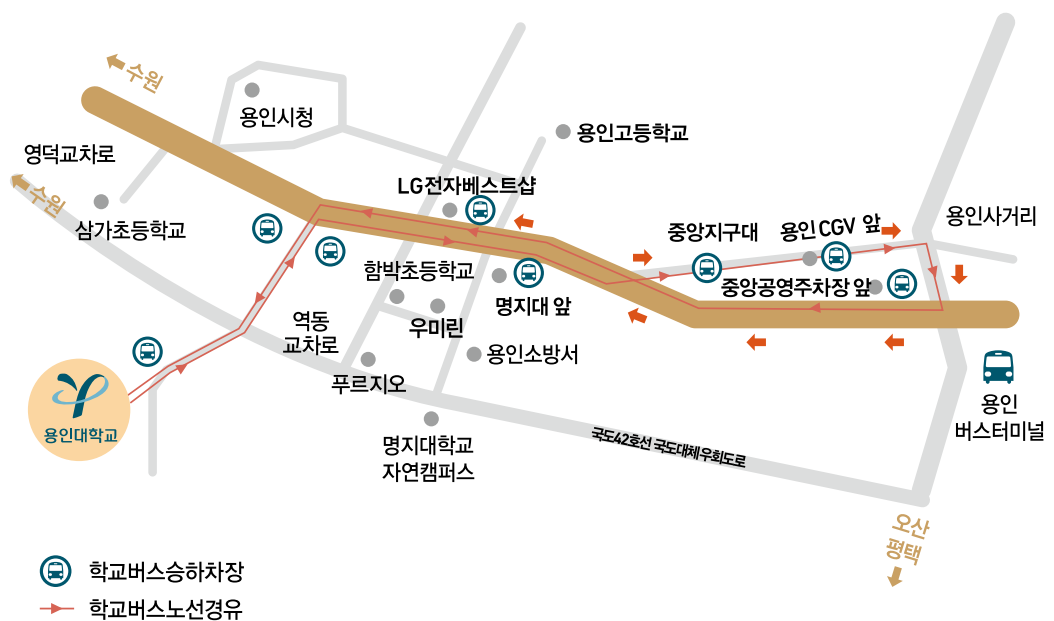 수원
용인시청
용인고등학교
영덕교차로
수원
삼가초등학교
LG전자베스트샵
중앙지구대
용인 CGV 앞
용인사거리
함박초등학교
명지대 앞
중앙공영주차장 앞
우미린
역동
교차로
용인소방서
푸르지오
용인
버스터미널
용인대학교
명지대학교
자연캠퍼스
국도42호선 국도대체우회도로
오산
평택
학교버스승하차장
학교버스노선경유